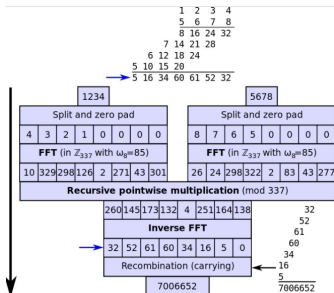 1 2 3 4
5 6 7 8
8 16 24 32
7 14 21 28
6 12 18 24
5 10 15 20
5 16 34 60 61 52 32
1234
5678
Split and zero pad
Split and zero pad
4 3 2 1 0 0 0 0
8 7 6 5 0 0 0 0
FFT (in ℤ₃₃₇ with ω₈=85)
FFT (in ℤ₃₃₇ with ω₈=85)
10 329 298 126 2 271 43 301
26 24 298 322 2 83 43 277
Recursive pointwise multiplication (mod 337)
260 145 173 132 4 251 164 138
Inverse FFT
32 52 61 60 34 16 5 0
Recombination (carrying)
7006652
32
52
61
60
34
16
5
7006652